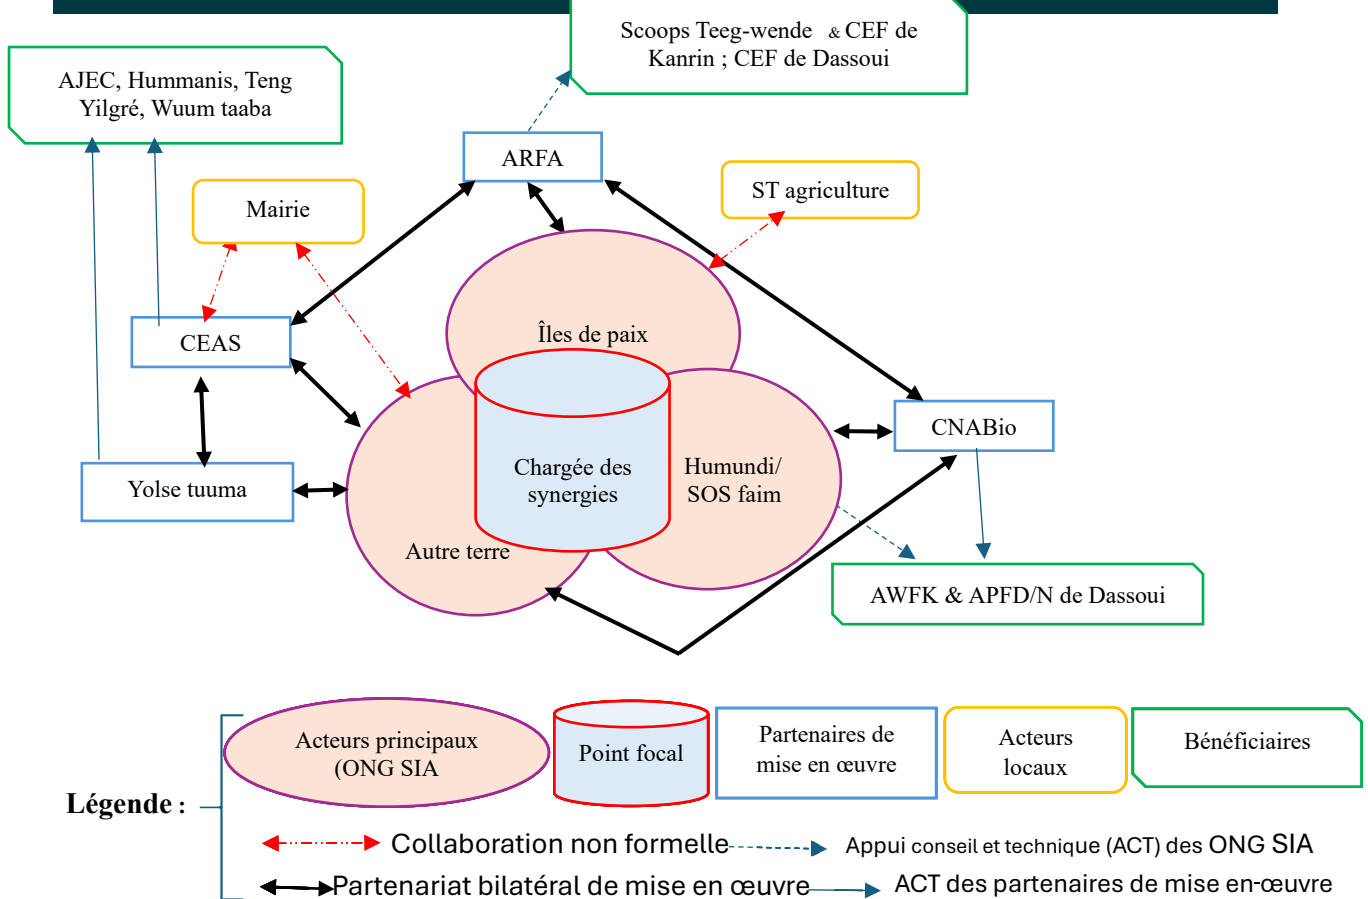 Scoops Teeg-wende & CEF de
Kanrin ; CEF de Dassoui
AJEC, Hummanis, Teng
Yilgré, Wuum taaba
ARFA
ST agriculture
Mairie
Îles de paix
CEAS
CNABio
Chargée des
synergies
Humundi/
SOS faim
Yolse tuuma
Autre terre
AWFK & APFD/N de Dassoui
Légende :
Acteurs principaux
(ONG SIA
Point focal
Partenaires de
mise en œuvre
Acteurs
locaux
Bénéficiaires
Collaboration non formelle
Appui conseil et technique (ACT) des ONG SIA
Partenariat bilatéral de mise en œuvre
ACT des partenaires de mise en-œuvre